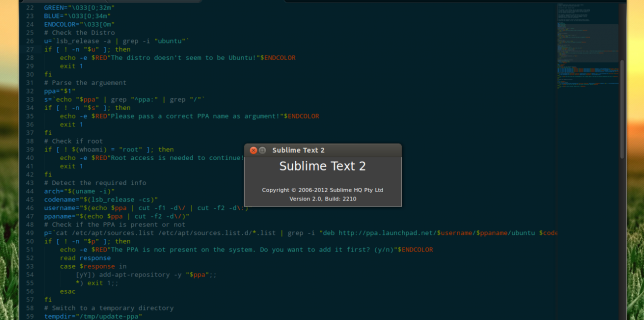 22 GREEN="\033[0;32m"
23 BLUE="\033[0;34m"
24 ENDCOLOR="\033[0m"
25 # Check the Distro
26 u=`lsb_release -a | grep -i "ubuntu"`
27 if [ ! -n "$u" ]; then
28 echo -e $RED"The distro doesn't seem to be Ubuntu!"$ENDCOLOR
29 exit 1
30 fi
31 # Parse the arguement
32 ppa="$1"
33 s=`echo "$ppa" | grep "^ppa:" | grep "/"`
34 if [ ! -n "$s" ]; then
35 echo -e $RED"Please pass a correct PPA name as argument!"$ENDCOLOR
36 exit 1
37 fi
38 # Check if root
39 if [ ! $(whoami) = "root" ]; then
40 echo -e $RED"Root access is needed to continue!
41 exit 1
42 fi
43 # Detect the required info
44 arch="$(uname -i)"
45 codename="$(lsb_release -cs)"
46 username="$(echo $ppa | cut -f1 -d\/ | cut -f2 -d\:)
47 ppaname="$(echo $ppa | cut -f2 -d\/)"
48 # Check if the PPA is present or not
49 p=`cat /etc/apt/sources.list /etc/apt/sources.list.d/*.list | grep -i "deb http://ppa.launchpad.net/$username/$ppaname/ubuntu $code
50 if [ ! -n "$p" ]; then
51 echo -e $RED"The PPA is not present on the system. Do you want to add it first? (y/n)"$ENDCOLOR
52 read response
53 case $response in
54 [yY]) add-apt-repository -y "$ppa";;
55 *) exit 1;;
56 esac
57 fi
58 # Switch to a temporary directory
59 tempdir="/tmp/update-ppa"
Sublime Text 2
Sublime Text 2
Copyright © 2006-2012 Sublime HQ Pty Ltd
Version 2.0, Build: 2210